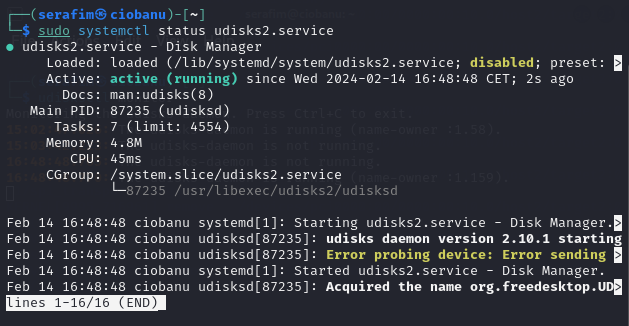 ┌──(serafim㉿ciobanu)-[~]
└─$ sudo systemctl status udisks2.service
● udisks2.service - Disk Manager
     Loaded: loaded (/lib/systemd/system/udisks2.service; disabled; preset: >
     Active: active (running) since Wed 2024-02-14 16:48:48 CET; 2s ago
       Docs: man:udisks(8)
   Main PID: 87235 (udisksd)
      Tasks: 7 (limit: 4554)
     Memory: 4.8M
        CPU: 45ms
     CGroup: /system.slice/udisks2.service
             └─87235 /usr/libexec/udisks2/udisksd
Feb 14 16:48:48 ciobanu systemd[1]: Starting udisks2.service - Disk Manager.>
Feb 14 16:48:48 ciobanu udisksd[87235]: udisks daemon version 2.10.1 starting
Feb 14 16:48:48 ciobanu udisksd[87235]: Error probing device: Error sending >
Feb 14 16:48:48 ciobanu systemd[1]: Started udisks2.service - Disk Manager.
Feb 14 16:48:48 ciobanu udisksd[87235]: Acquired the name org.freedesktop.UD>
lines 1-16/16 (END)